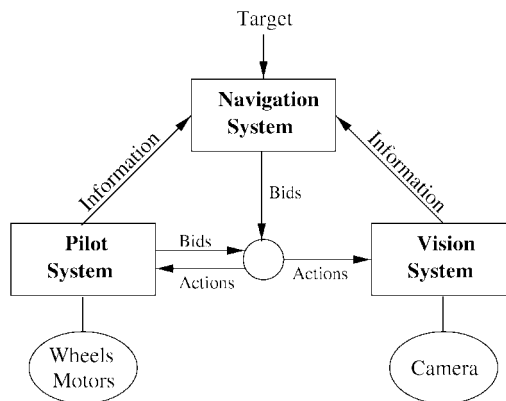 Target
Navigation
System
Information
Information
Bids
Pilot
System
Bids
Actions
Actions
Vision
System
Wheels
Motors
Camera